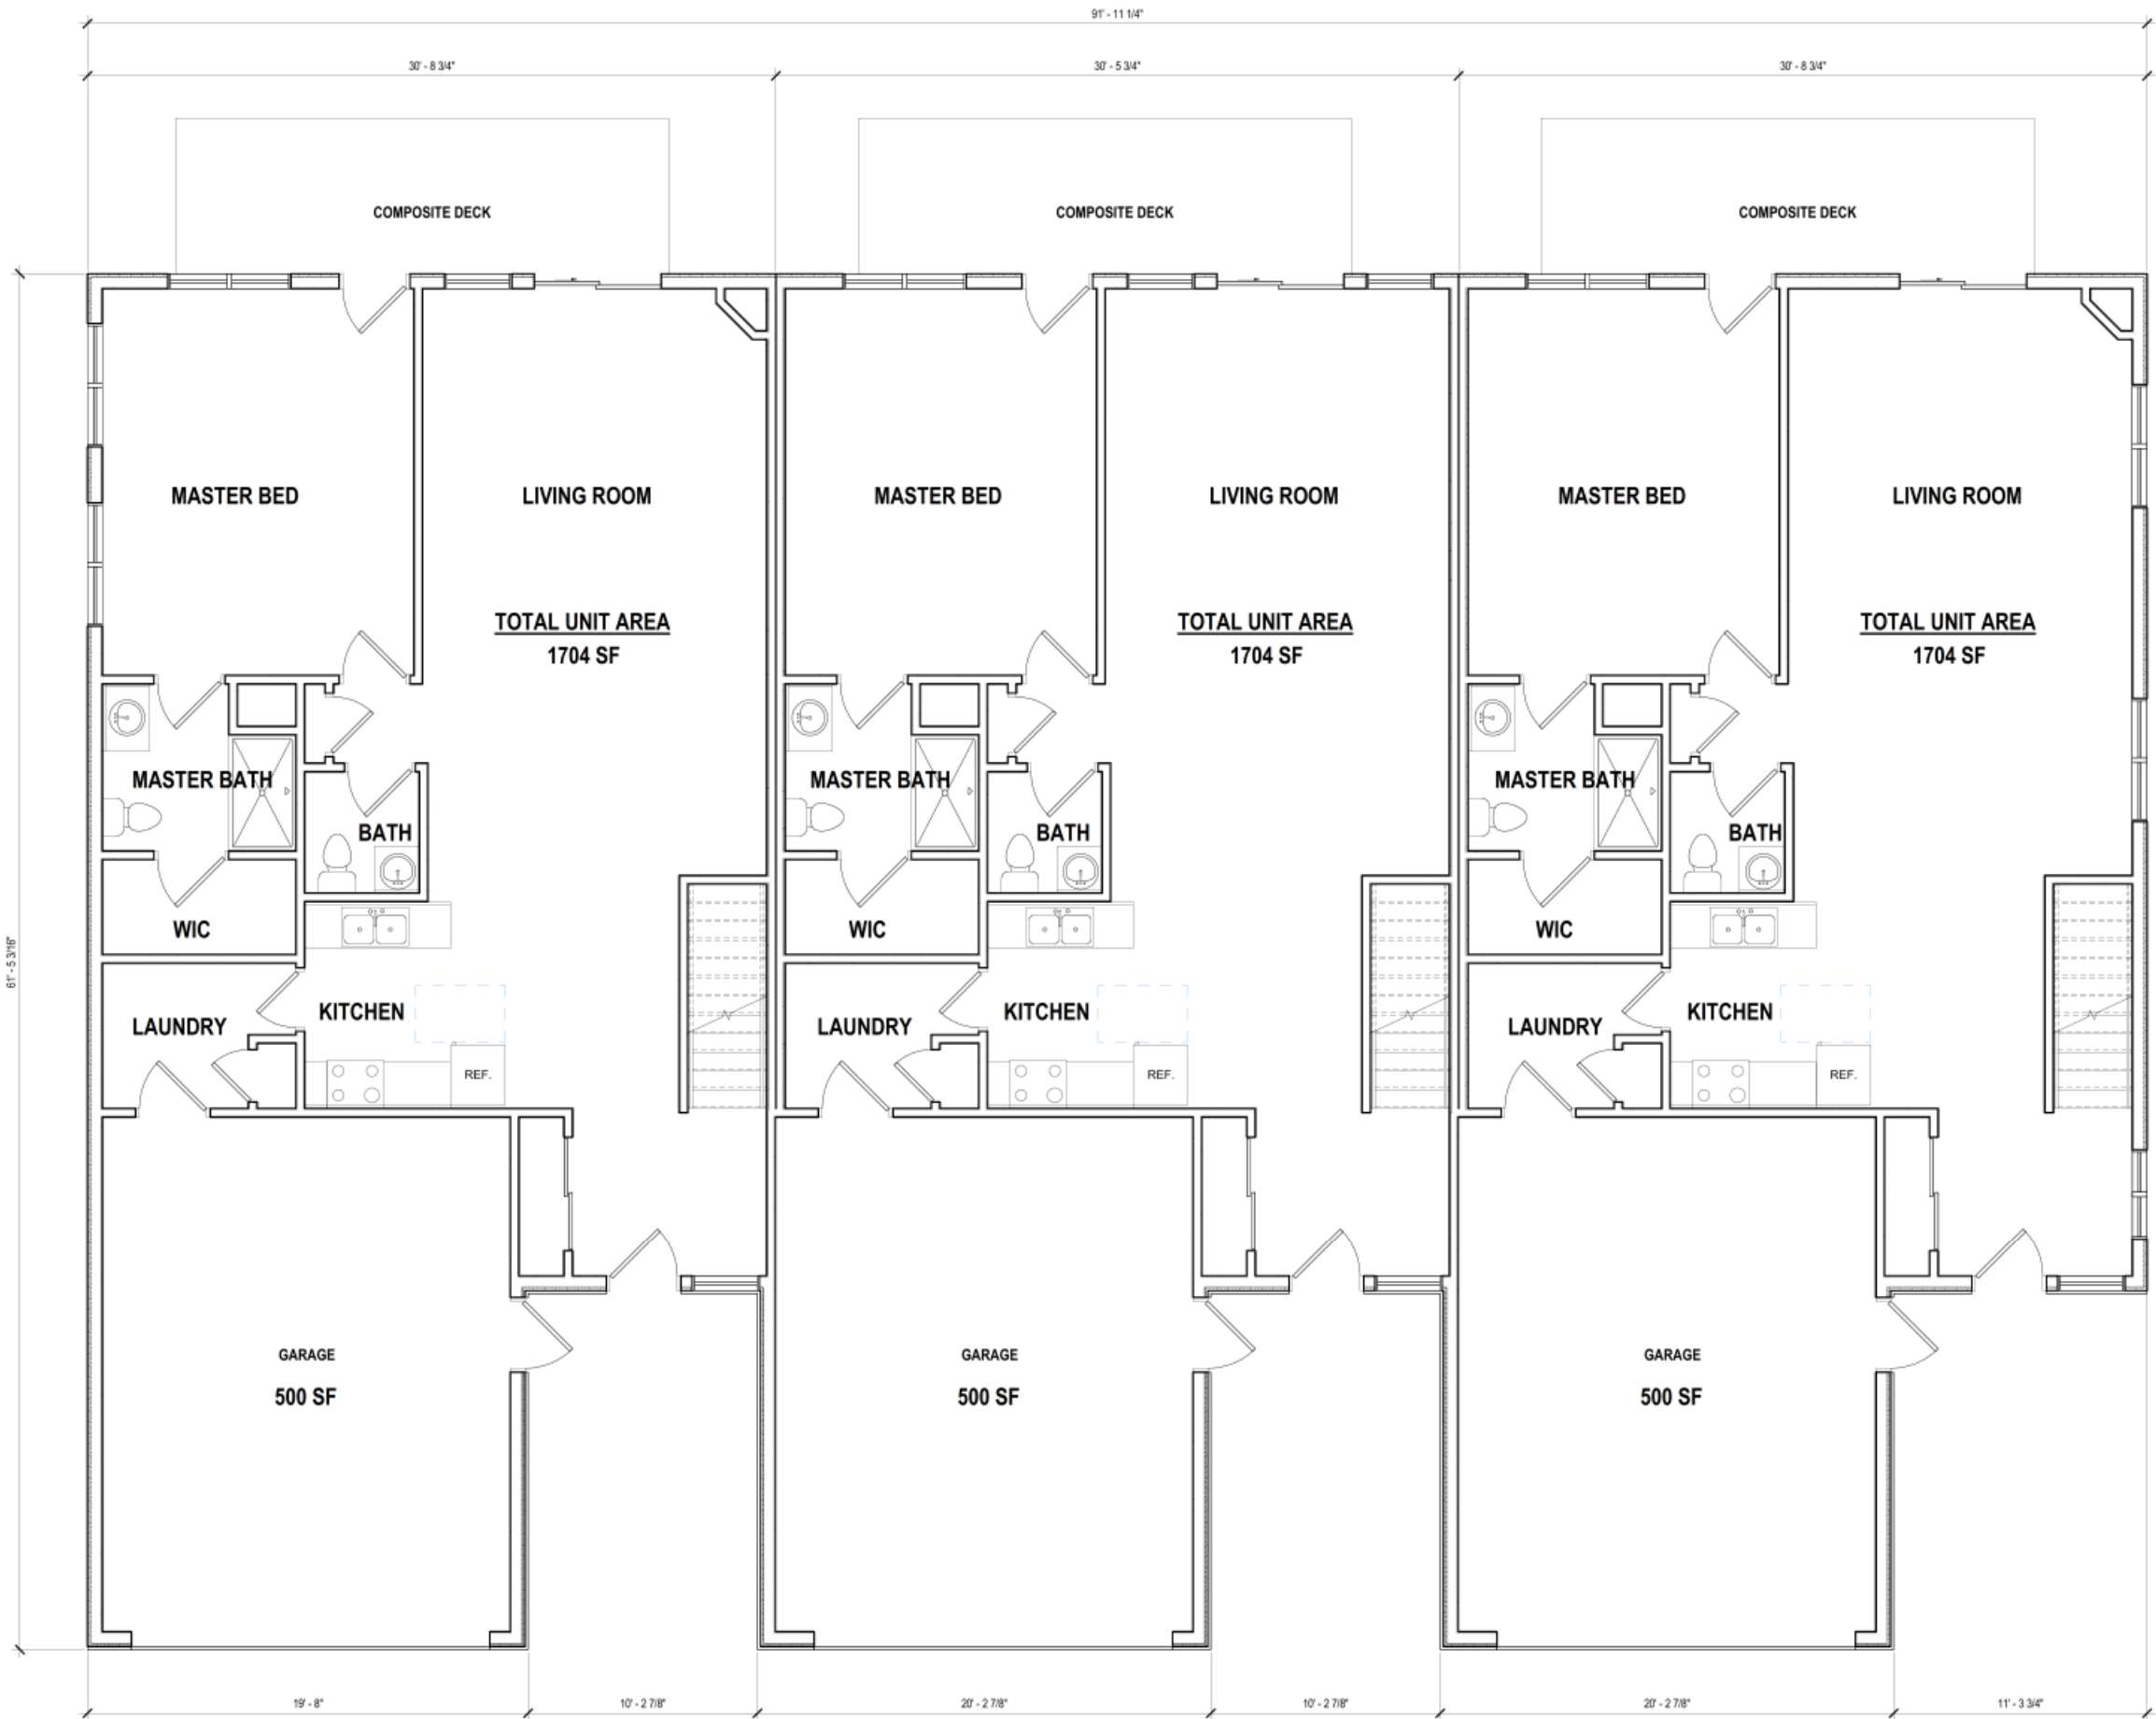 91' - 11 1/4"
30' - 8 3/4"
30' - 5 3/4"
30' - 8 3/4"
COMPOSITE DECK
COMPOSITE DECK
COMPOSITE DECK
MASTER BED
LIVING ROOM
MASTER BED
LIVING ROOM
MASTER BED
LIVING ROOM
TOTAL UNIT AREA
1704 SF
TOTAL UNIT AREA
1704 SF
TOTAL UNIT AREA
1704 SF
MASTER BATH
MASTER BATH
MASTER BATH
BATH
BATH
BATH
WIC
WIC
WIC
61' - 5 3/16"
KITCHEN
KITCHEN
KITCHEN
LAUNDRY
LAUNDRY
LAUNDRY
REF.
REF.
REF.
GARAGE
500 SF
GARAGE
500 SF
GARAGE
500 SF
19' - 8"
10' - 2 7/8"
20' - 2 7/8"
10' - 2 7/8"
20' - 2 7/8"
11' - 3 3/4"